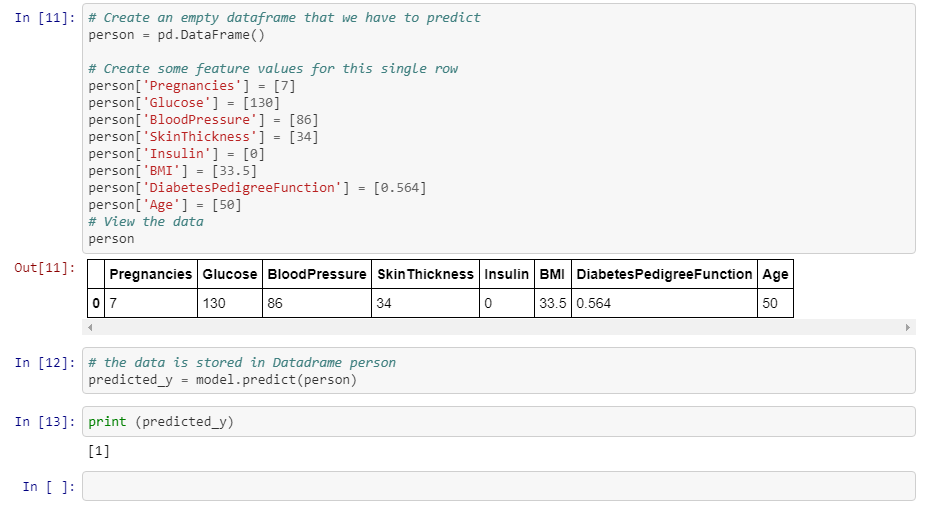 In [11]: # Create an empty dataframe that we have to predict
person = pd.DataFrame()
# Create some feature values for this single row
person['Pregnancies'] = [7]
person['Glucose'] = [130]
person['BloodPressure'] = [86]
person['SkinThickness'] = [34]
person['Insulin'] = [0]
person['BMI'] = [33.5]
person['DiabetesPedigreeFunction'] = [0.564]
person['Age'] = [50]
# View the data
person
Out[11]: Pregnancies Glucose BloodPressure SkinThickness Insulin BMI DiabetesPedigreeFunction Age
0 7 130 86 34 0 33.5 0.564 50
In [12]: # the data is stored in Datadrame person
predicted_y = model.predict(person)
In [13]: print (predicted_y)
[1]
In [ ]: